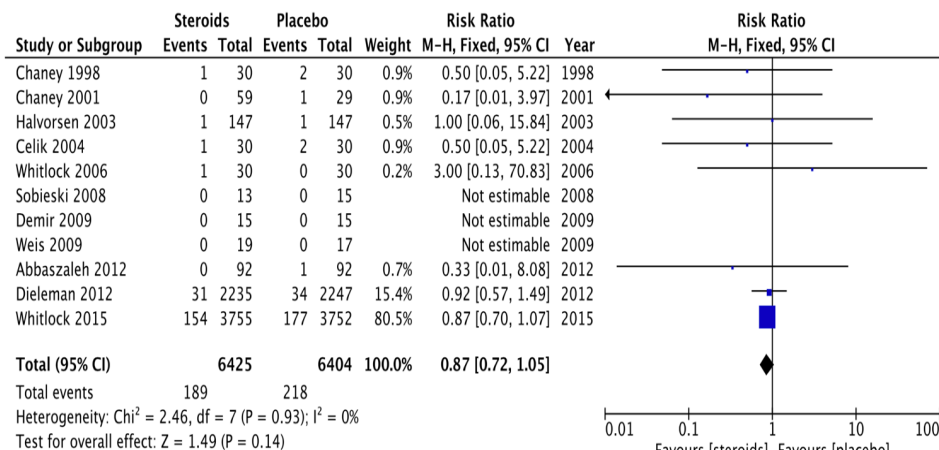 Steroids Placebo Risk Ratio Risk Ratio
Study or Subgroup Events Total Events Total Weight M-H, Fixed, 95% CI Year M-H, Fixed, 95% CI
Chaney 1998 1 30 2 30 0.9% 0.50 [0.05, 5.22] 1998
Chaney 2001 0 59 1 29 0.9% 0.17 [0.01, 3.97] 2001
Halvorsen 2003 1 147 1 147 0.5% 1.00 [0.06, 15.84] 2003
Celik 2004 1 30 2 30 0.9% 0.50 [0.05, 5.22] 2004
Whitlock 2006 1 30 0 30 0.2% 3.00 [0.13, 70.83] 2006
Sobieski 2008 0 13 0 15 Not estimable 2008
Demir 2009 0 15 0 15 Not estimable 2009
Weis 2009 0 19 0 17 Not estimable 2009
Abbaszaleh 2012 0 92 1 92 0.7% 0.33 [0.01, 8.08] 2012
Dieleman 2012 31 2235 34 2247 15.4% 0.92 [0.57, 1.49] 2012
Whitlock 2015 154 3755 177 3752 80.5% 0.87 [0.70, 1.07] 2015
Total (95% CI) 6425 6404 100.0% 0.87 [0.72, 1.05]
Total events 189 218
Heterogeneity: Chi² = 2.46, df = 7 (P = 0.93); I² = 0%
Test for overall effect: Z = 1.49 (P = 0.14)
0.01 0.1 1 10 100
Favours [steroids] Favours [placebo]